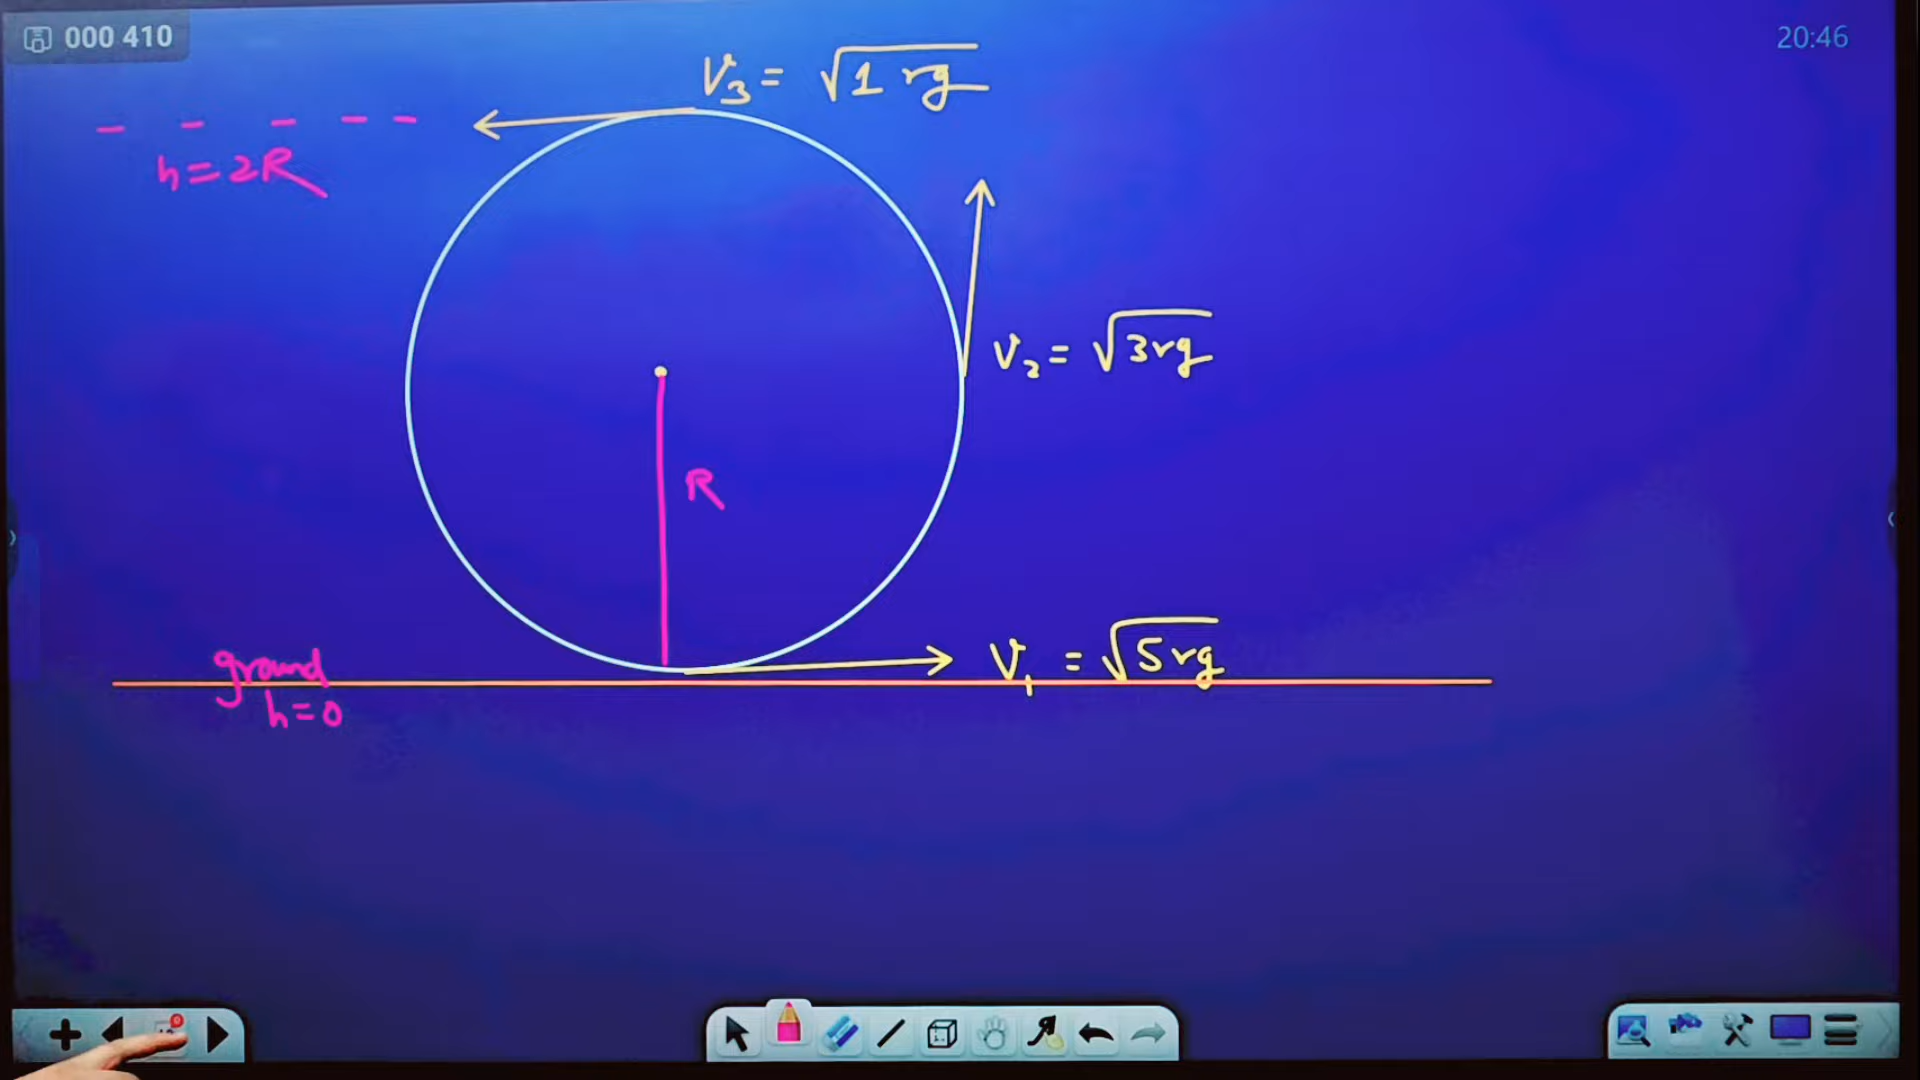 000 410
20:46
V₃ = √1 rg
h=2R
V₂ = √3rg
R
V₁ = √5rg
ground
h=0